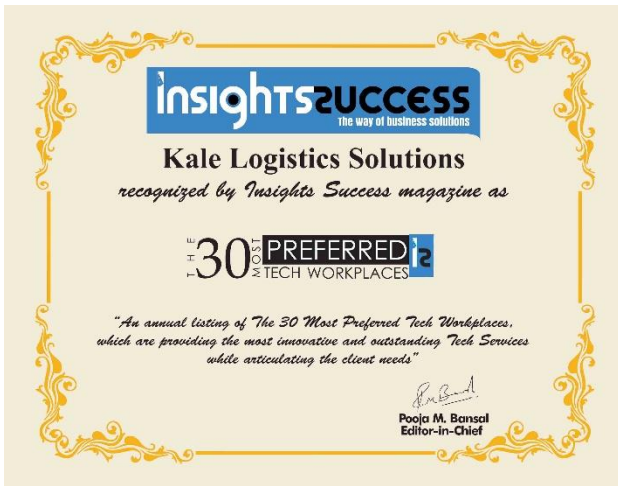 insighTssuccess
The way of business solutions
Kale Logistics Solutions
recognized by Insights Success magazine as
THE 30 MOST PREFERRED is
TECH WORKPLACES
"An annual listing of The 30 Most Preferred Tech Workplaces,
which are providing the most innovative and outstanding Tech Services
while articulating the client needs"
Pooja M. Bansal
Editor-in-Chief